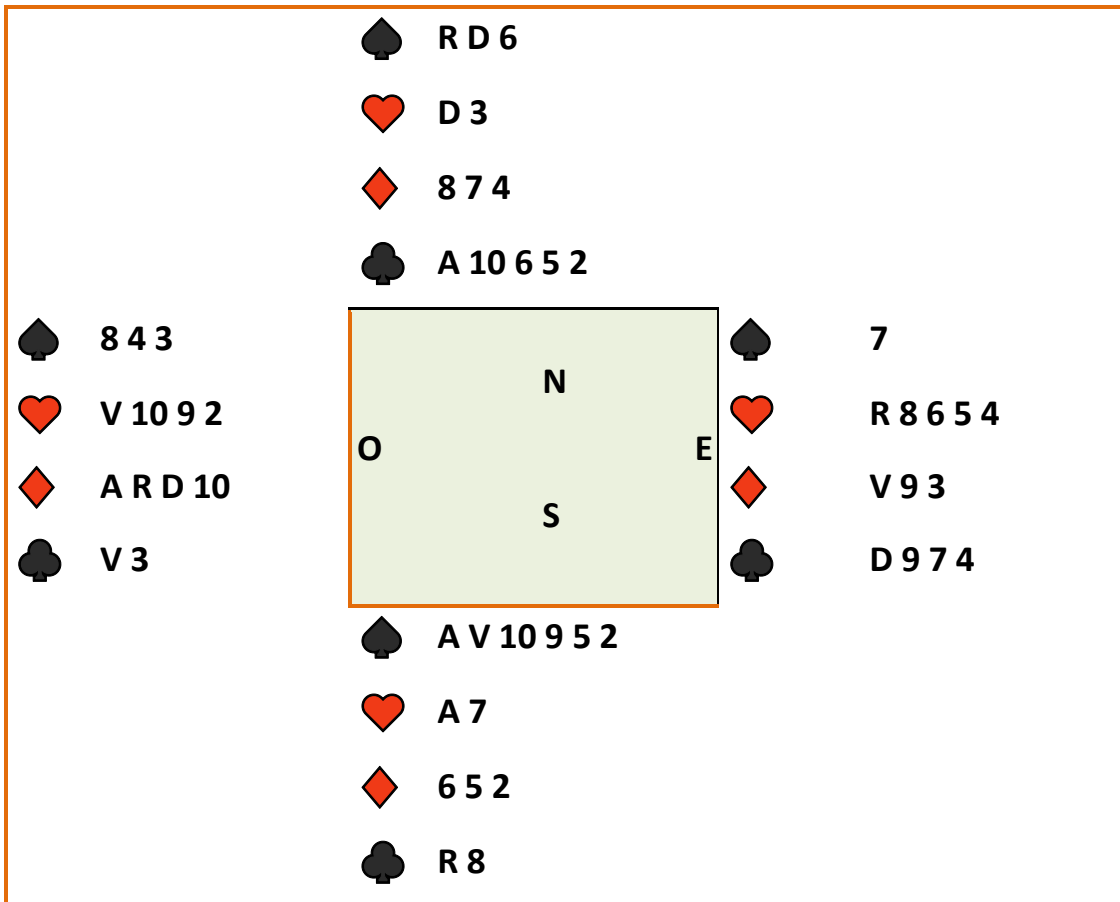 R D 6
D 3
8 7 4
A 10 6 5 2
8 4 3
7
N
V 10 9 2
R 8 6 5 4
O
E
A R D 10
V 9 3
S
V 3
D 9 7 4
A V 10 9 5 2
A 7
6 5 2
R 8